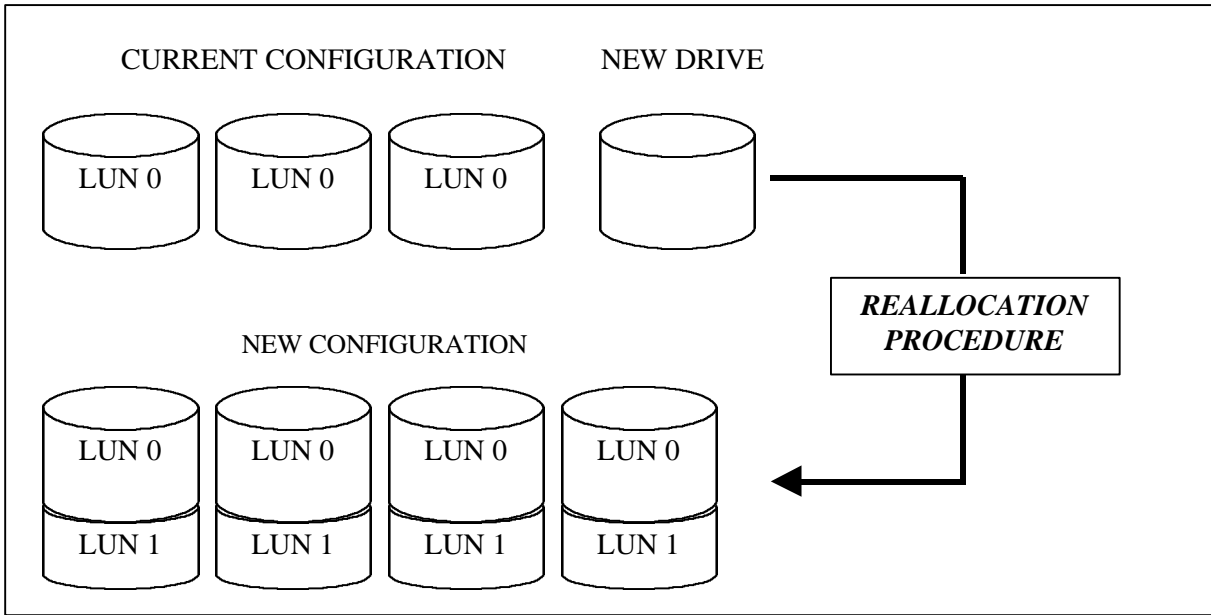 CURRENT CONFIGURATION NEW DRIVE
LUN 0 LUN 0 LUN 0
REALLOCATION
PROCEDURE
NEW CONFIGURATION
LUN 0 LUN 0 LUN 0 LUN 0
LUN 1 LUN 1 LUN 1 LUN 1